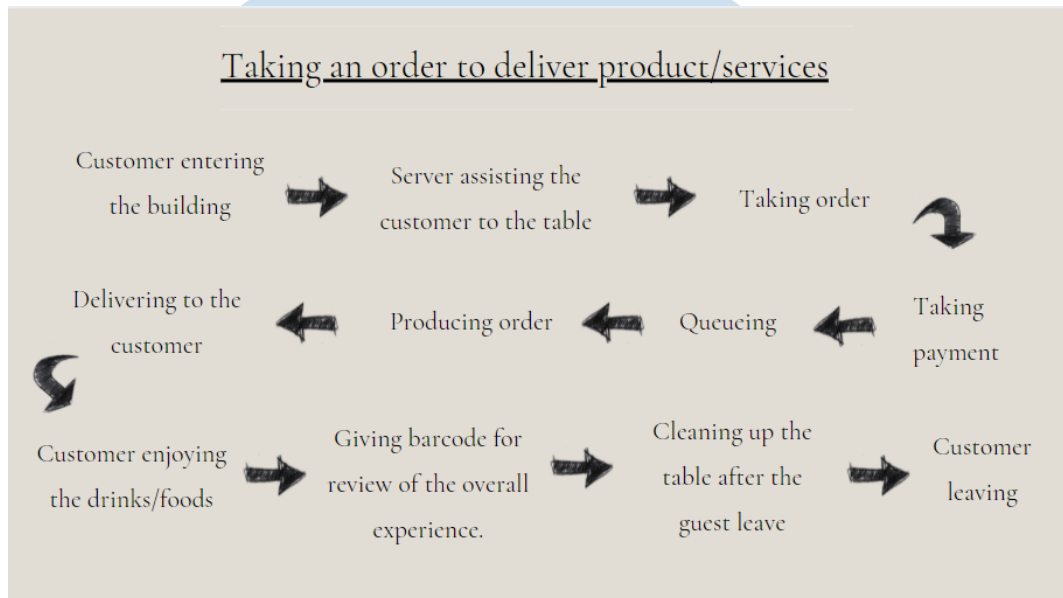 Taking an order to deliver product/services
Customer entering
the building
Server assisting the
customer to the table
Taking order
Taking
payment
Queueing
Producing order
Delivering to the
customer
Customer enjoying
the drinks/foods
Giving barcode for
review of the overall
experience.
Cleaning up the
table after the
guest leave
Customer
leaving